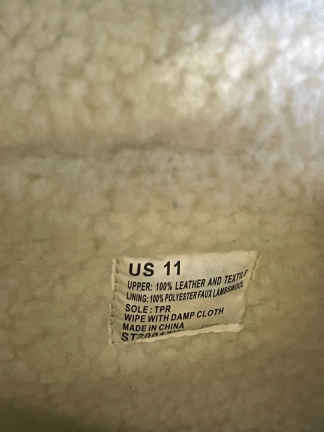 US 11
UPPER: 100% LEATHER AND TEXTILE
LINING: 100% POLYESTER FAUX LAMBSWOOL
SOLE: TPR
WIPE WITH DAMP CLOTH
MADE IN CHINA